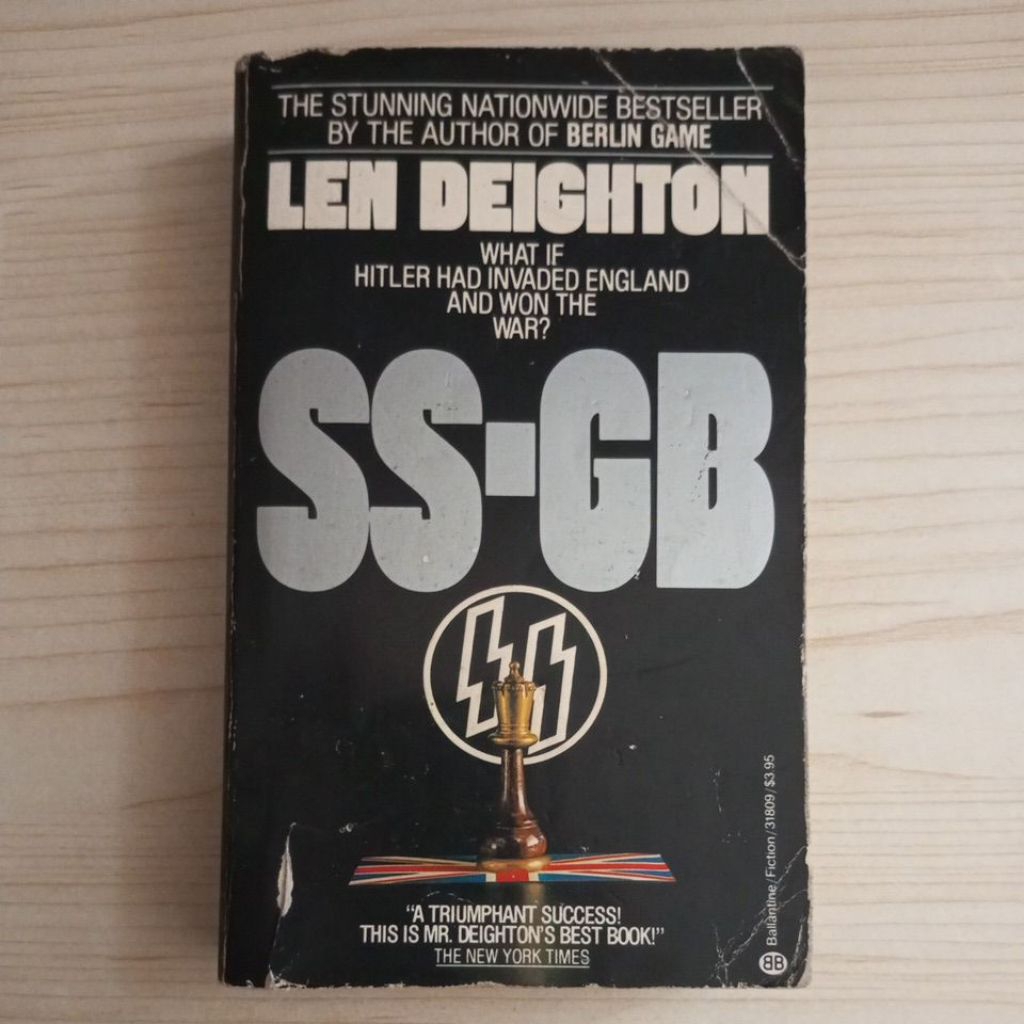 THE STUNNING NATIONWIDE BESTSELLER
BY THE AUTHOR OF BERLIN GAME
LEN DEIGHTON
WHAT IF
HITLER HAD INVADED ENGLAND
AND WON THE
WAR?
SS-GB
"A TRIUMPHANT SUCCESS!
THIS IS MR. DEIGHTON'S BEST BOOK!"
THE NEW YORK TIMES
Ballantine/Fiction/31809/$3.95
BB